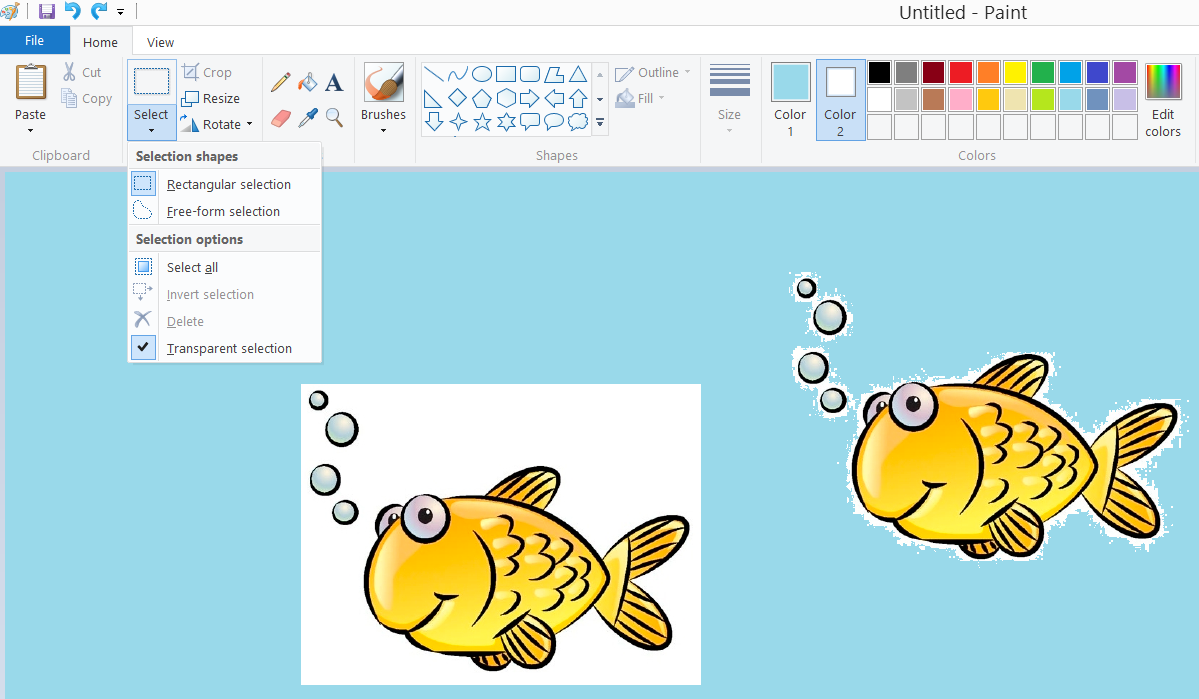 Untitled - Paint
File Home View
Paste
Cut
Copy
Clipboard
Select
Crop
Resize
Rotate
A
Brushes
Outline
Fill
Shapes
Size
Color 1
Color 2
Edit colors
Colors
Selection shapes
Rectangular selection
Free-form selection
Selection options
Select all
Invert selection
Delete
Transparent selection